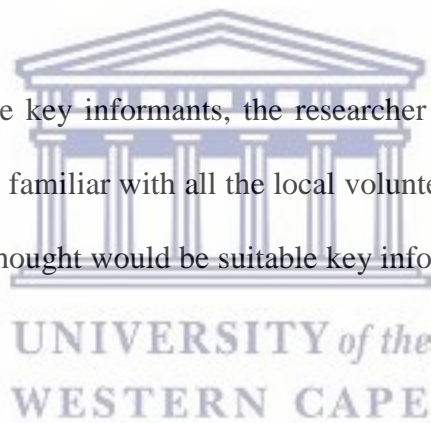 e key informants, the researcher
familiar with all the local volunte
hought would be suitable key info
UNIVERSITY of the
WESTERN CAPE